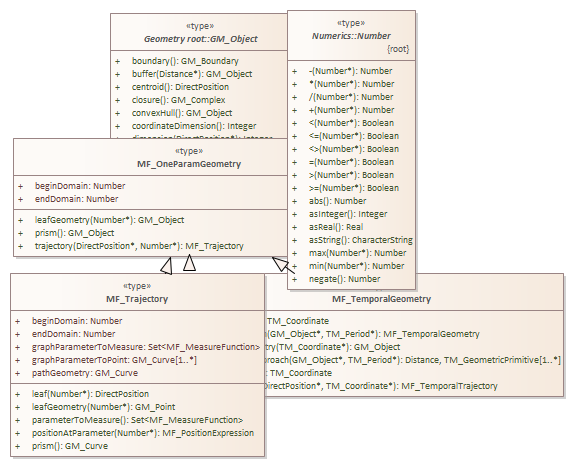 «type»
Geometry root::GM_Object
+ boundary(): GM_Boundary
+ buffer(Distance*): GM_Object
+ centroid(): DirectPosition
+ closure(): GM_Complex
+ convexHull(): GM_Object
+ coordinateDimension(): Integer
«type»
Numerics::Number
{root}
+ -(Number*): Number
+ *(Number*): Number
+ /(Number*): Number
+ +(Number*): Number
+ <(Number*): Boolean
+ <=(Number*): Boolean
+ <>(Number*): Boolean
+ =(Number*): Boolean
+ >(Number*): Boolean
+ >=(Number*): Boolean
+ abs(): Number
+ asInteger(): Integer
+ asReal(): Real
+ asString(): CharacterString
+ max(Number*): Number
+ min(Number*): Number
+ negate(): Number
«type»
MF_OneParamGeometry
+ beginDomain: Number
+ endDomain: Number
+ leafGeometry(Number*): GM_Object
+ prism(): GM_Object
+ trajectory(DirectPosition*, Number*): MF_Trajectory
«type»
MF_Trajectory
+ beginDomain: Number
+ endDomain: Number
+ graphParameterToMeasure: Set<MF_MeasureFunction>
+ graphParameterToPoint: GM_Curve[1..*]
+ pathGeometry: GM_Curve
+ leaf(Number*): DirectPosition
+ leafGeometry(Number*): GM_Point
+ parameterToMeasure(): Set<MF_MeasureFunction>
+ positionAtParameter(Number*): MF_PositionExpression
+ prism(): GM_Curve
MF_TemporalGeometry
TM_Coordinate
(GM_Object*, TM_Period*): MF_TemporalGeometry
try(TM_Coordinate*): GM_Object
roach(GM_Object*, TM_Period*): Distance, TM_GeometricPrimitive[1..*]
: TM_Coordinate
DirectPosition*, TM_Coordinate*): MF_TemporalTrajectory